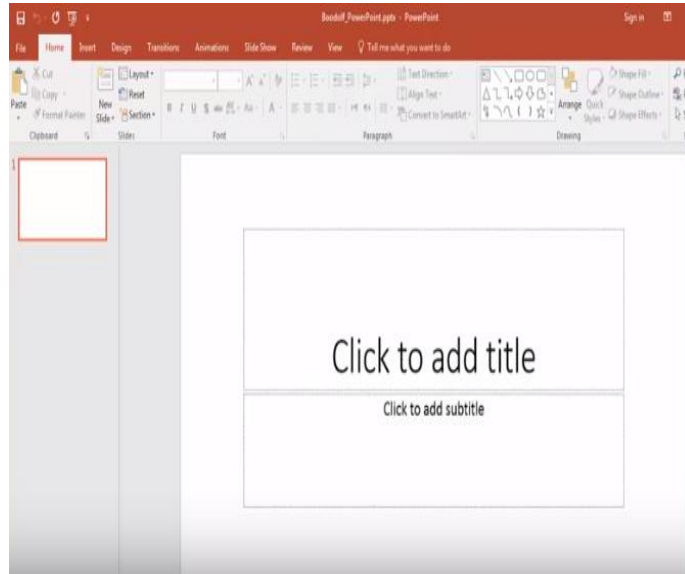 Boodolf_PowerPoint.pptx - PowerPoint
Sign in
File Home Insert Design Transitions Animations Slide Show Review View Tell me what you want to do
Paste
Cut
Copy
Format Painter
Clipboard
New Slide
Layout
Reset
Section
Slides
Font
Text Direction
Align Text
Convert to SmartArt
Paragraph
Arrange
Quick Styles
Shape Fill
Shape Outline
Shape Effects
Drawing
1
Click to add title
Click to add subtitle